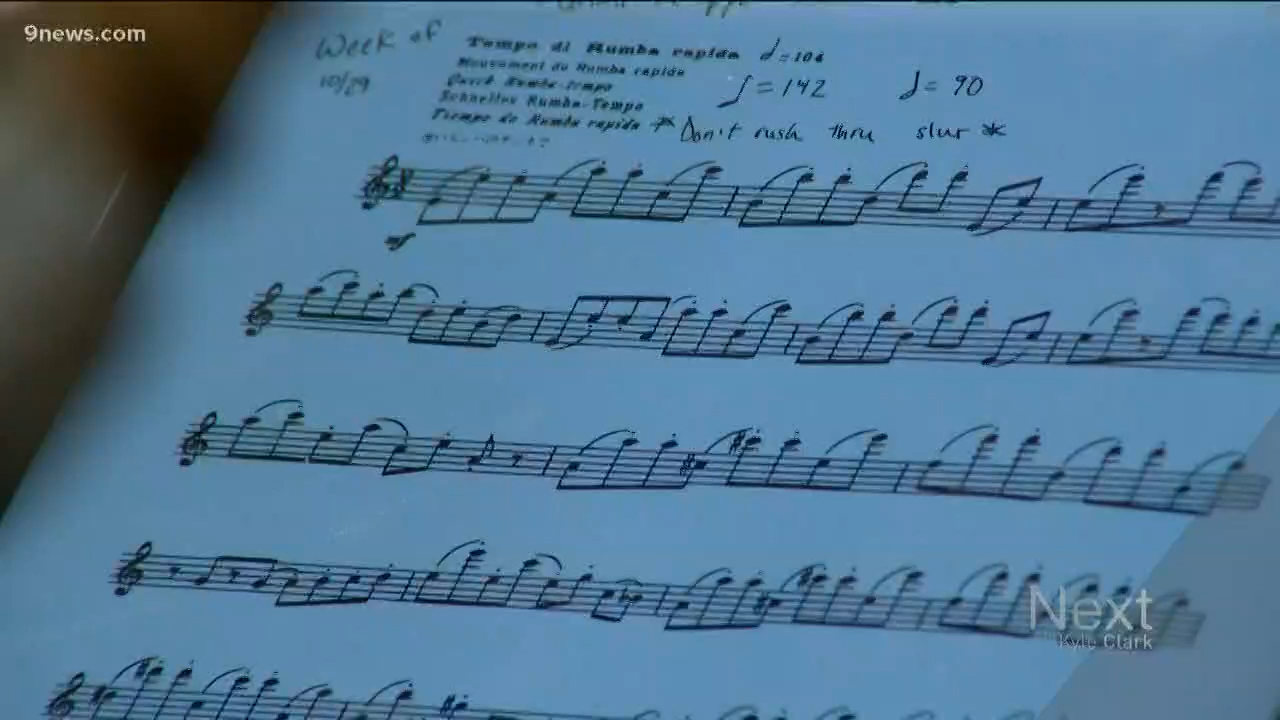 9news.com
Week of
10/29
Tempo di Rumba rapida 𝅗𝅥 = 104
Mouvement de Rumba rapide
Quick Rumba-tempo
Schnelles Rumba-Tempo
Tiempo de Rumba rapida
♩ = 142 ♩ = 90
* Don't rush thru slur *
mf
Next
Kyle Clark